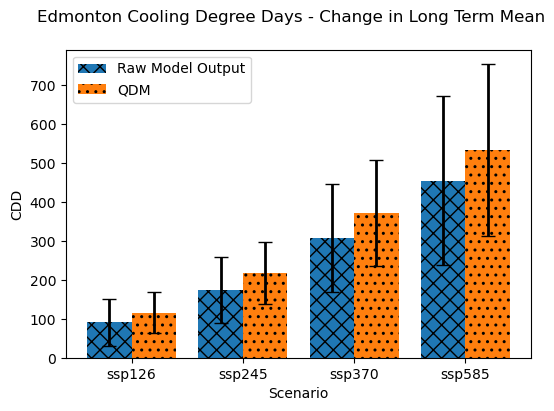 Edmonton Cooling Degree Days - Change in Long Term Mean
Raw Model Output
QDM
700
600
500
400
300
200
100
0
CDD
ssp126 ssp245 ssp370 ssp585
Scenario